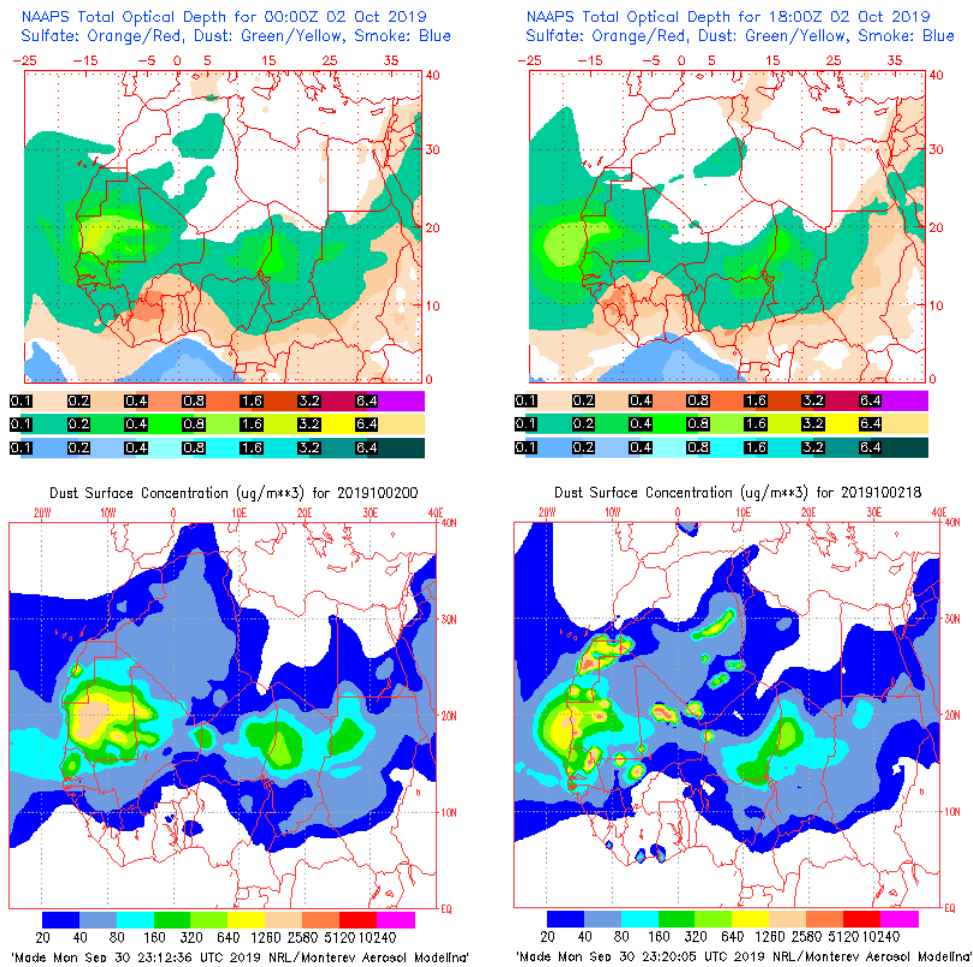 NAAPS Total Optical Depth for 00:00Z 02 Oct 2019
Sulfate: Orange/Red, Dust: Green/Yellow, Smoke: Blue
-25 -15 -5 0 5 15 25 35
40
30
20
10
0
0.1 0.2 0.4 0.8 1.6 3.2 6.4
0.1 0.2 0.4 0.8 1.6 3.2 6.4
0.1 0.2 0.4 0.8 1.6 3.2 6.4
NAAPS Total Optical Depth for 18:00Z 02 Oct 2019
Sulfate: Orange/Red, Dust: Green/Yellow, Smoke: Blue
-25 -15 -5 0 5 15 25 35
40
30
20
10
0
0.1 0.2 0.4 0.8 1.6 3.2 6.4
0.1 0.2 0.4 0.8 1.6 3.2 6.4
0.1 0.2 0.4 0.8 1.6 3.2 6.4
Dust Surface Concentration (ug/m**3) for 2019100200
20W 10W 0 10E 20E 30E 40E
40N
30N
20N
10N
EQ
20 40 80 160 320 640 1260 2580 5120 10240
'Made Mon Sep 30 23:12:36 UTC 2019 NRL/Monterey Aerosol Modeling'
Dust Surface Concentration (ug/m**3) for 2019100218
20W 10W 0 10E 20E 30E 40E
40N
30N
20N
10N
EQ
20 40 80 160 320 640 1260 2580 5120 10240
'Made Mon Sep 30 23:20:05 UTC 2019 NRL/Monterey Aerosol Modeling'